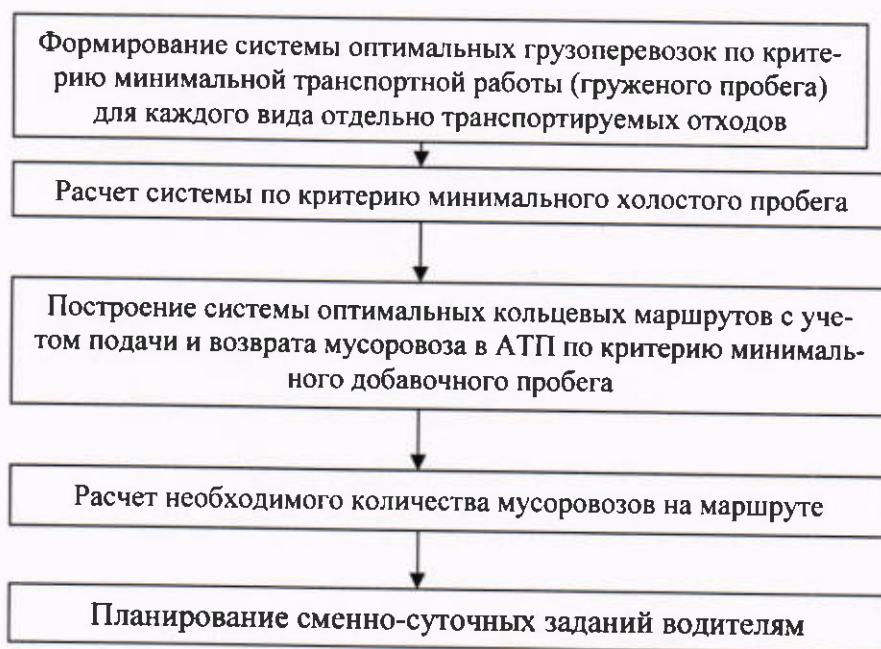 Формирование системы оптимальных грузоперевозок по крите-
рию минимальной транспортной работы (груженого пробега)
для каждого вида отдельно транспортируемых отходов
Расчет системы по критерию минимального холостого пробега
Построение системы оптимальных кольцевых маршрутов с уче-
том подачи и возврата мусоровоза в АТП по критерию минималь-
ного добавочного пробега
Расчет необходимого количества мусоровозов на маршруте
Планирование сменно-суточных заданий водителям